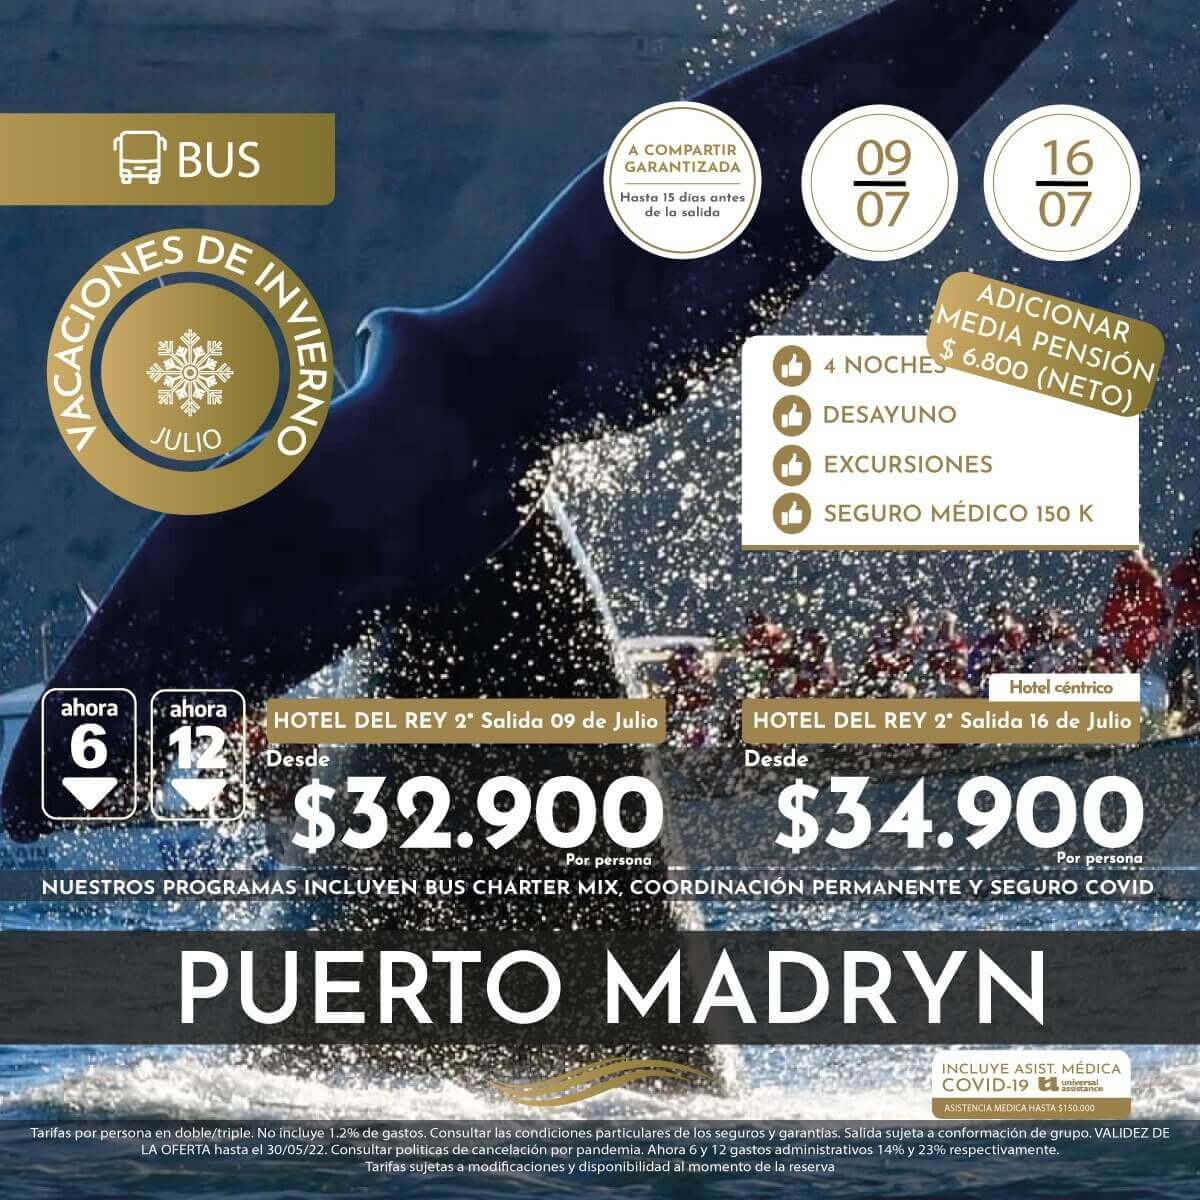 BUS
VACACIONES DE INVIERNO
JULIO
A COMPARTIR
GARANTIZADA
Hasta 15 días antes
de la salida
09
07
16
07
ADICIONAR
MEDIA PENSIÓN
$ 6.800 (NETO)
4 NOCHES
DESAYUNO
EXCURSIONES
SEGURO MÉDICO 150 K
ahora
6
ahora
12
HOTEL DEL REY 2* Salida 09 de Julio
Desde
$32.900
Por persona
Hotel céntrico
HOTEL DEL REY 2* Salida 16 de Julio
Desde
$34.900
Por persona
NUESTROS PROGRAMAS INCLUYEN BUS CHARTER MIX, COORDINACIÓN PERMANENTE Y SEGURO COVID
PUERTO MADRYN
INCLUYE ASIST. MÉDICA
COVID-19 universal assistance
ASISTENCIA MEDICA HASTA $150.000
Tarifas por persona en doble/triple. No incluye 1.2% de gastos. Consultar las condiciones particulares de los seguros y garantías. Salida sujeta a conformación de grupo. VALIDEZ DE
LA OFERTA hasta el 30/05/22. Consultar politicas de cancelación por pandemia. Ahora 6 y 12 gastos administrativos 14% y 23% respectivamente.
Tarifas sujetas a modificaciones y disponibilidad al momento de la reserva